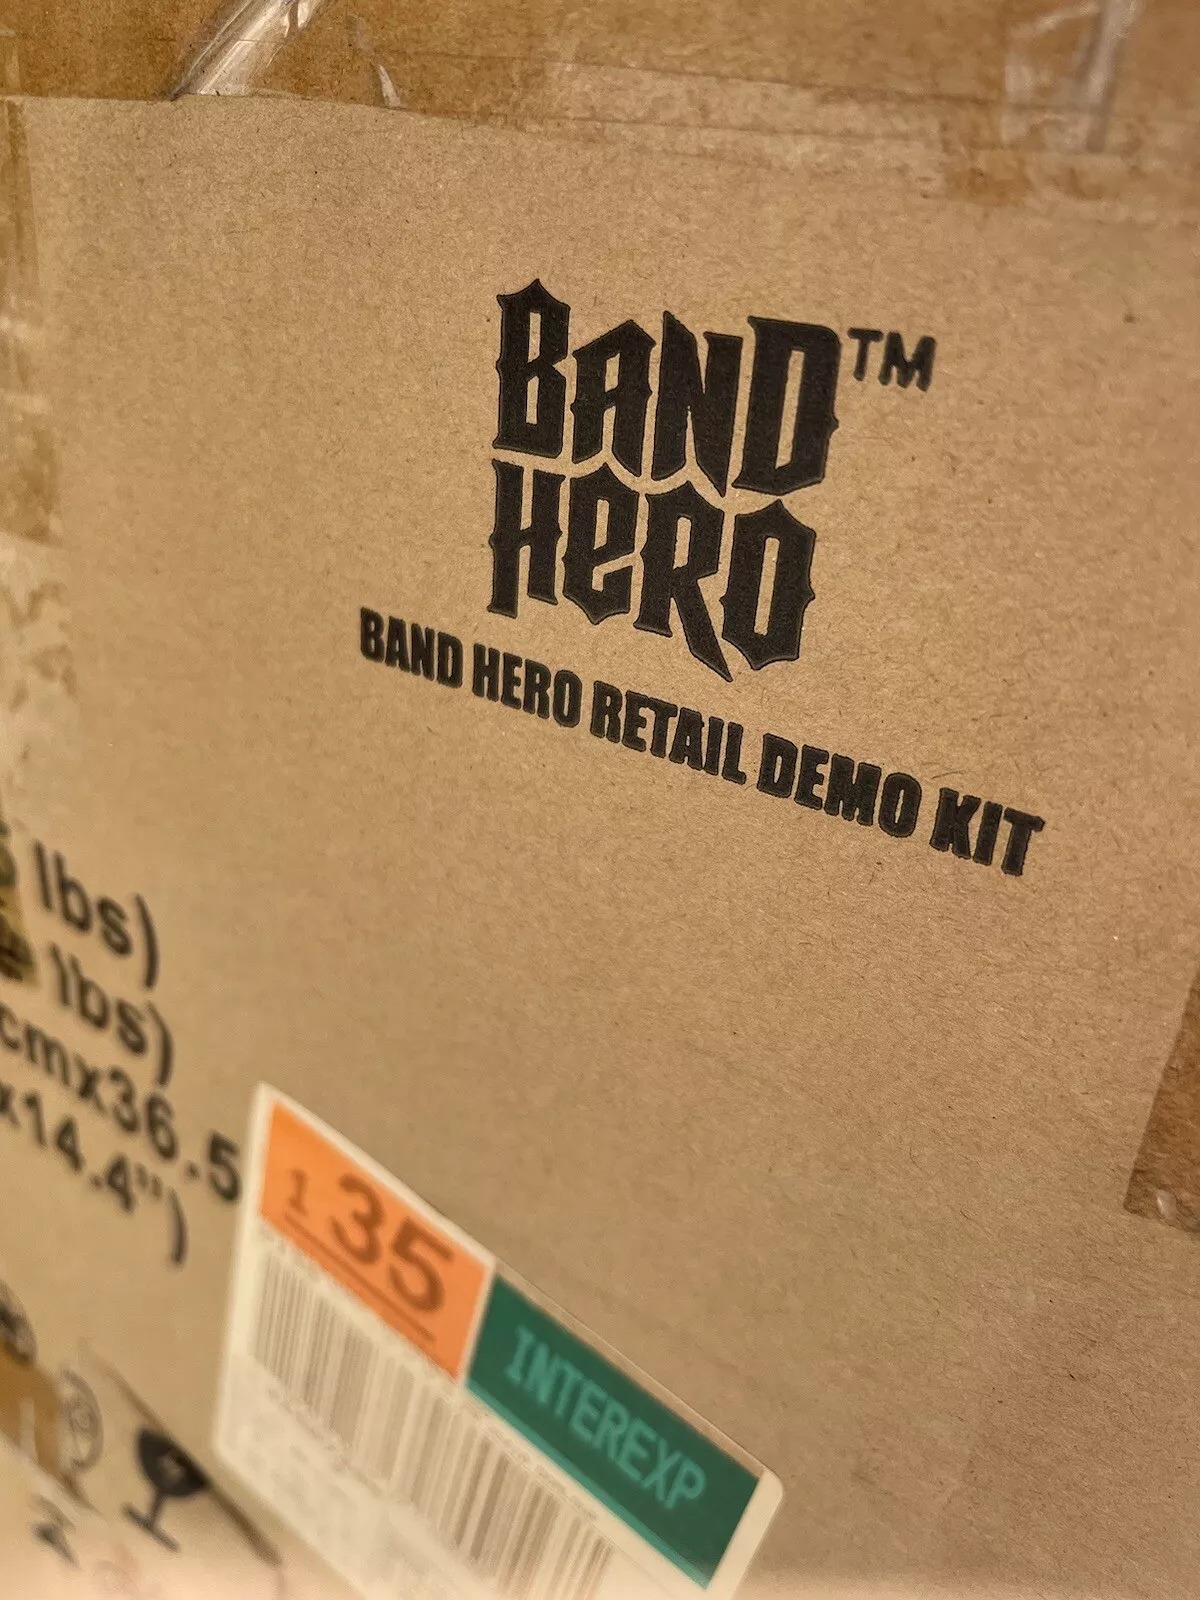 BAND™
HERO
BAND HERO RETAIL DEMO KIT
lbs)
lbs)
cmx36.5
x14.4")
1 35
INTEREXP